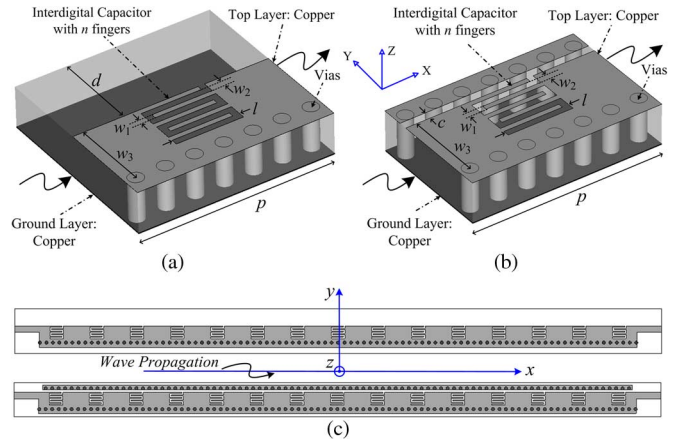 Interdigital Capacitor
with n fingers
Top Layer: Copper
d
w2
Vias
w1
l
w3
p
Ground Layer:
Copper
(a)
Interdigital Capacitor
with n fingers
Top Layer: Copper
Z
Y
X
Vias
w2
c
w1
l
w3
p
Ground Layer:
Copper
(b)
y
Wave Propagation
z
x
(c)